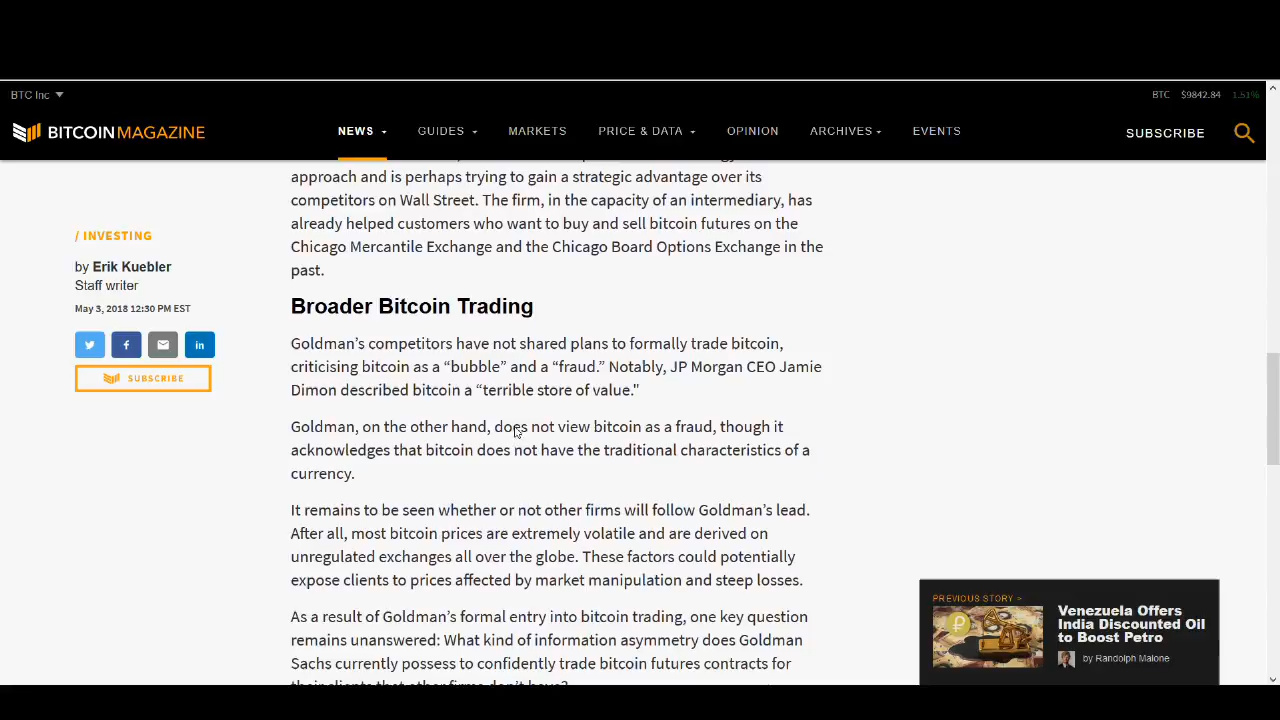 BTC Inc
BTC $9842.84 1.51%
BITCOINMAGAZINE
NEWS GUIDES MARKETS PRICE & DATA OPINION ARCHIVES EVENTS
SUBSCRIBE
approach and is perhaps trying to gain a strategic advantage over its
competitors on Wall Street. The firm, in the capacity of an intermediary, has
already helped customers who want to buy and sell bitcoin futures on the
Chicago Mercantile Exchange and the Chicago Board Options Exchange in the
past.
/ INVESTING
by Erik Kuebler
Staff writer
May 3, 2018 12:30 PM EST
in
SUBSCRIBE
Broader Bitcoin Trading
Goldman’s competitors have not shared plans to formally trade bitcoin,
criticising bitcoin as a “bubble” and a “fraud.” Notably, JP Morgan CEO Jamie
Dimon described bitcoin a “terrible store of value."
Goldman, on the other hand, does not view bitcoin as a fraud, though it
acknowledges that bitcoin does not have the traditional characteristics of a
currency.
It remains to be seen whether or not other firms will follow Goldman’s lead.
After all, most bitcoin prices are extremely volatile and are derived on
unregulated exchanges all over the globe. These factors could potentially
expose clients to prices affected by market manipulation and steep losses.
As a result of Goldman’s formal entry into bitcoin trading, one key question
remains unanswered: What kind of information asymmetry does Goldman
Sachs currently possess to confidently trade bitcoin futures contracts for
their clients that other firms don’t have?
PREVIOUS STORY >
Venezuela Offers
India Discounted Oil
to Boost Petro
by Randolph Malone